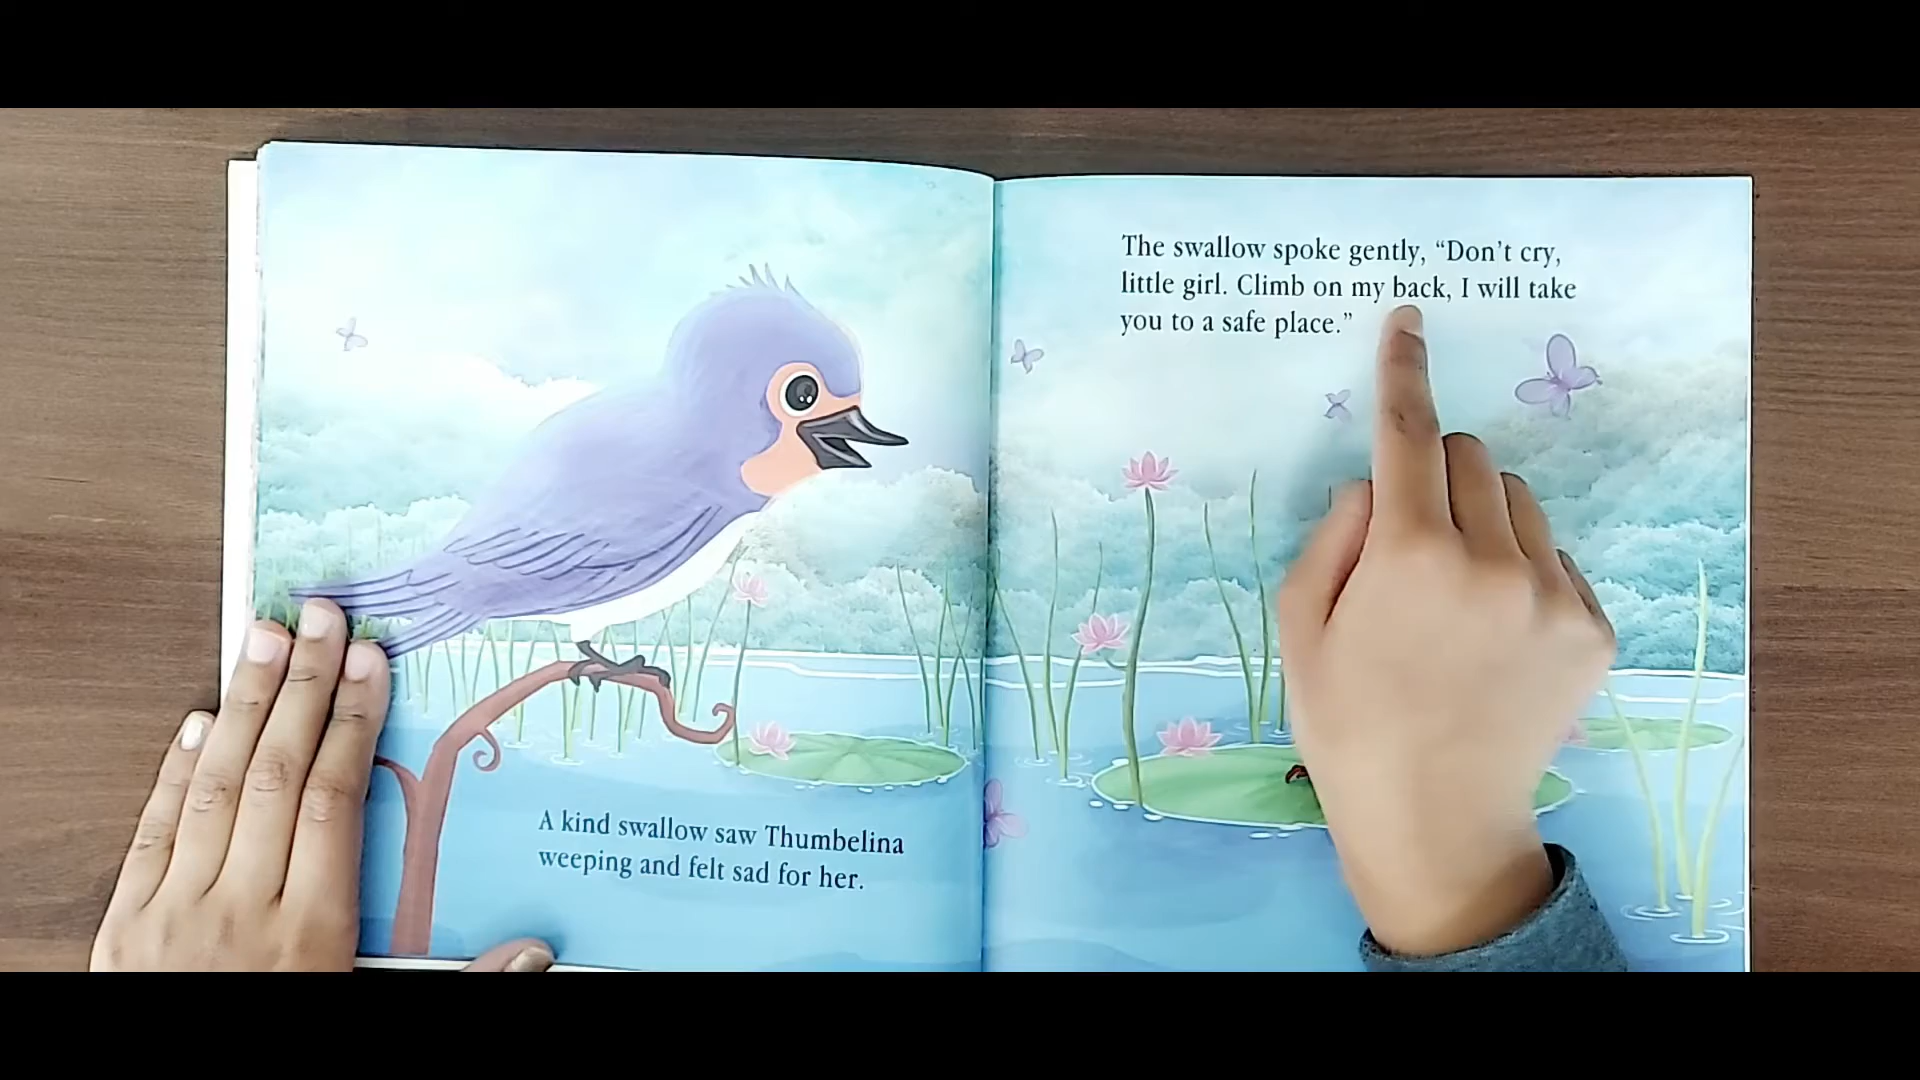 A kind swallow saw Thumbelina
weeping and felt sad for her.
The swallow spoke gently, “Don’t cry,
little girl. Climb on my back, I will take
you to a safe place.”